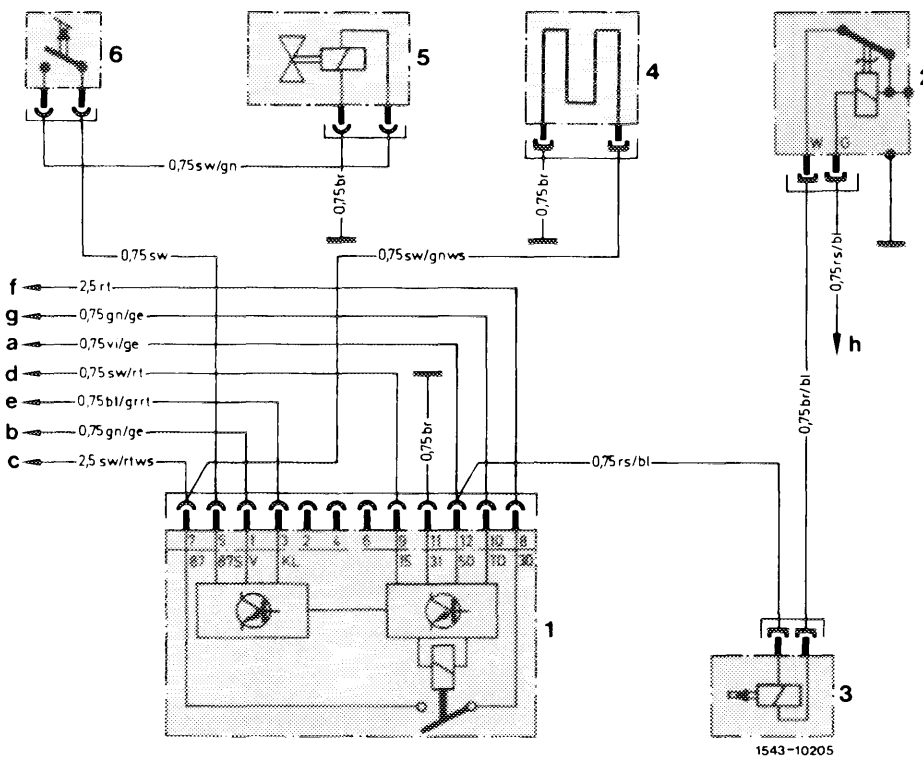 6
5
4
2
W G
0,75 sw/gn
0,75 br
0,75 br
0,75 sw
0,75 sw/gnws
0,75 rs/bl
f 2,5 rt
g 0,75 gn/ge
a 0,75 vi/ge
h
d 0,75 sw/rt
e 0,75 bl/grrt
0,75 br
0,75 br/bl
b 0,75 gn/ge
c 2,5 sw/rtws
0,75 rs/bl
7 5 1 3 2 4 6 9 11 12 10 8
87 87S V KL 15 31 50 TD 30
1
3
1543-10205